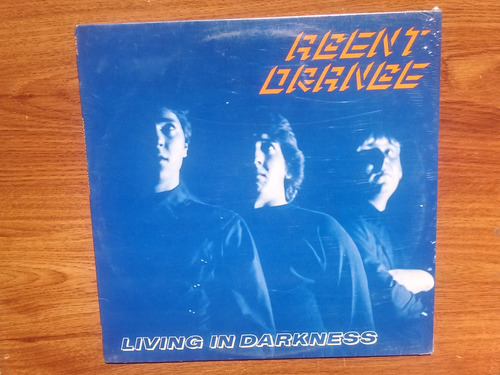 AGENT
ORANGE
LIVING IN DARKNESS